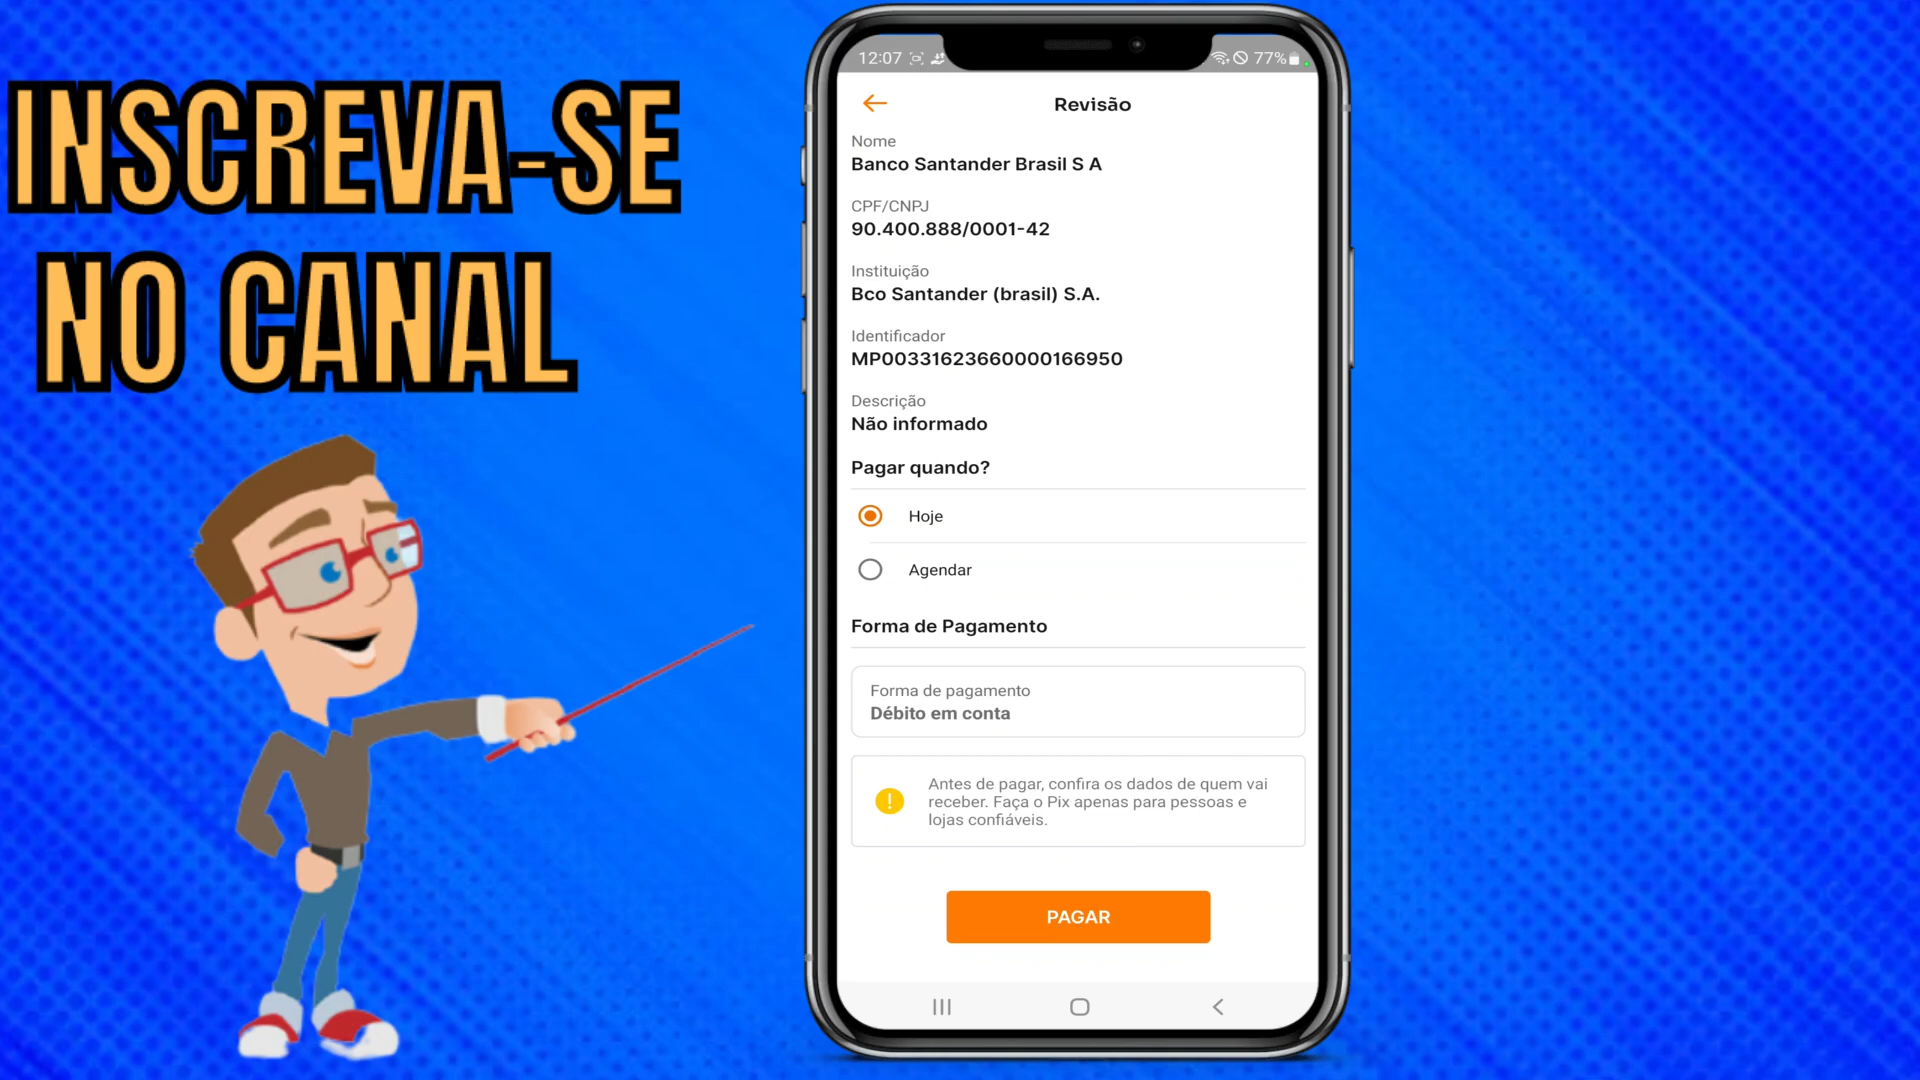 INSCREVA-SE
NO CANAL
12:07
77%
Revisão
Nome
Banco Santander Brasil S A
CPF/CNPJ
90.400.888/0001-42
Instituição
Bco Santander (brasil) S.A.
Identificador
MP00331623660000166950
Descrição
Não informado
Pagar quando?
Hoje
Agendar
Forma de Pagamento
Forma de pagamento
Débito em conta
Antes de pagar, confira os dados de quem vai
receber. Faça o Pix apenas para pessoas e
lojas confiáveis.
PAGAR